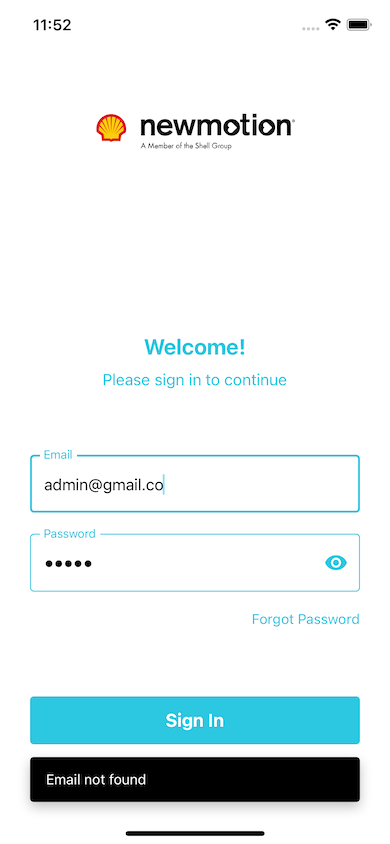 11:52
newmotion
A Member of the Shell Group
Welcome!
Please sign in to continue
Email
admin@gmail.co
Password
Forgot Password
Sign In
Email not found